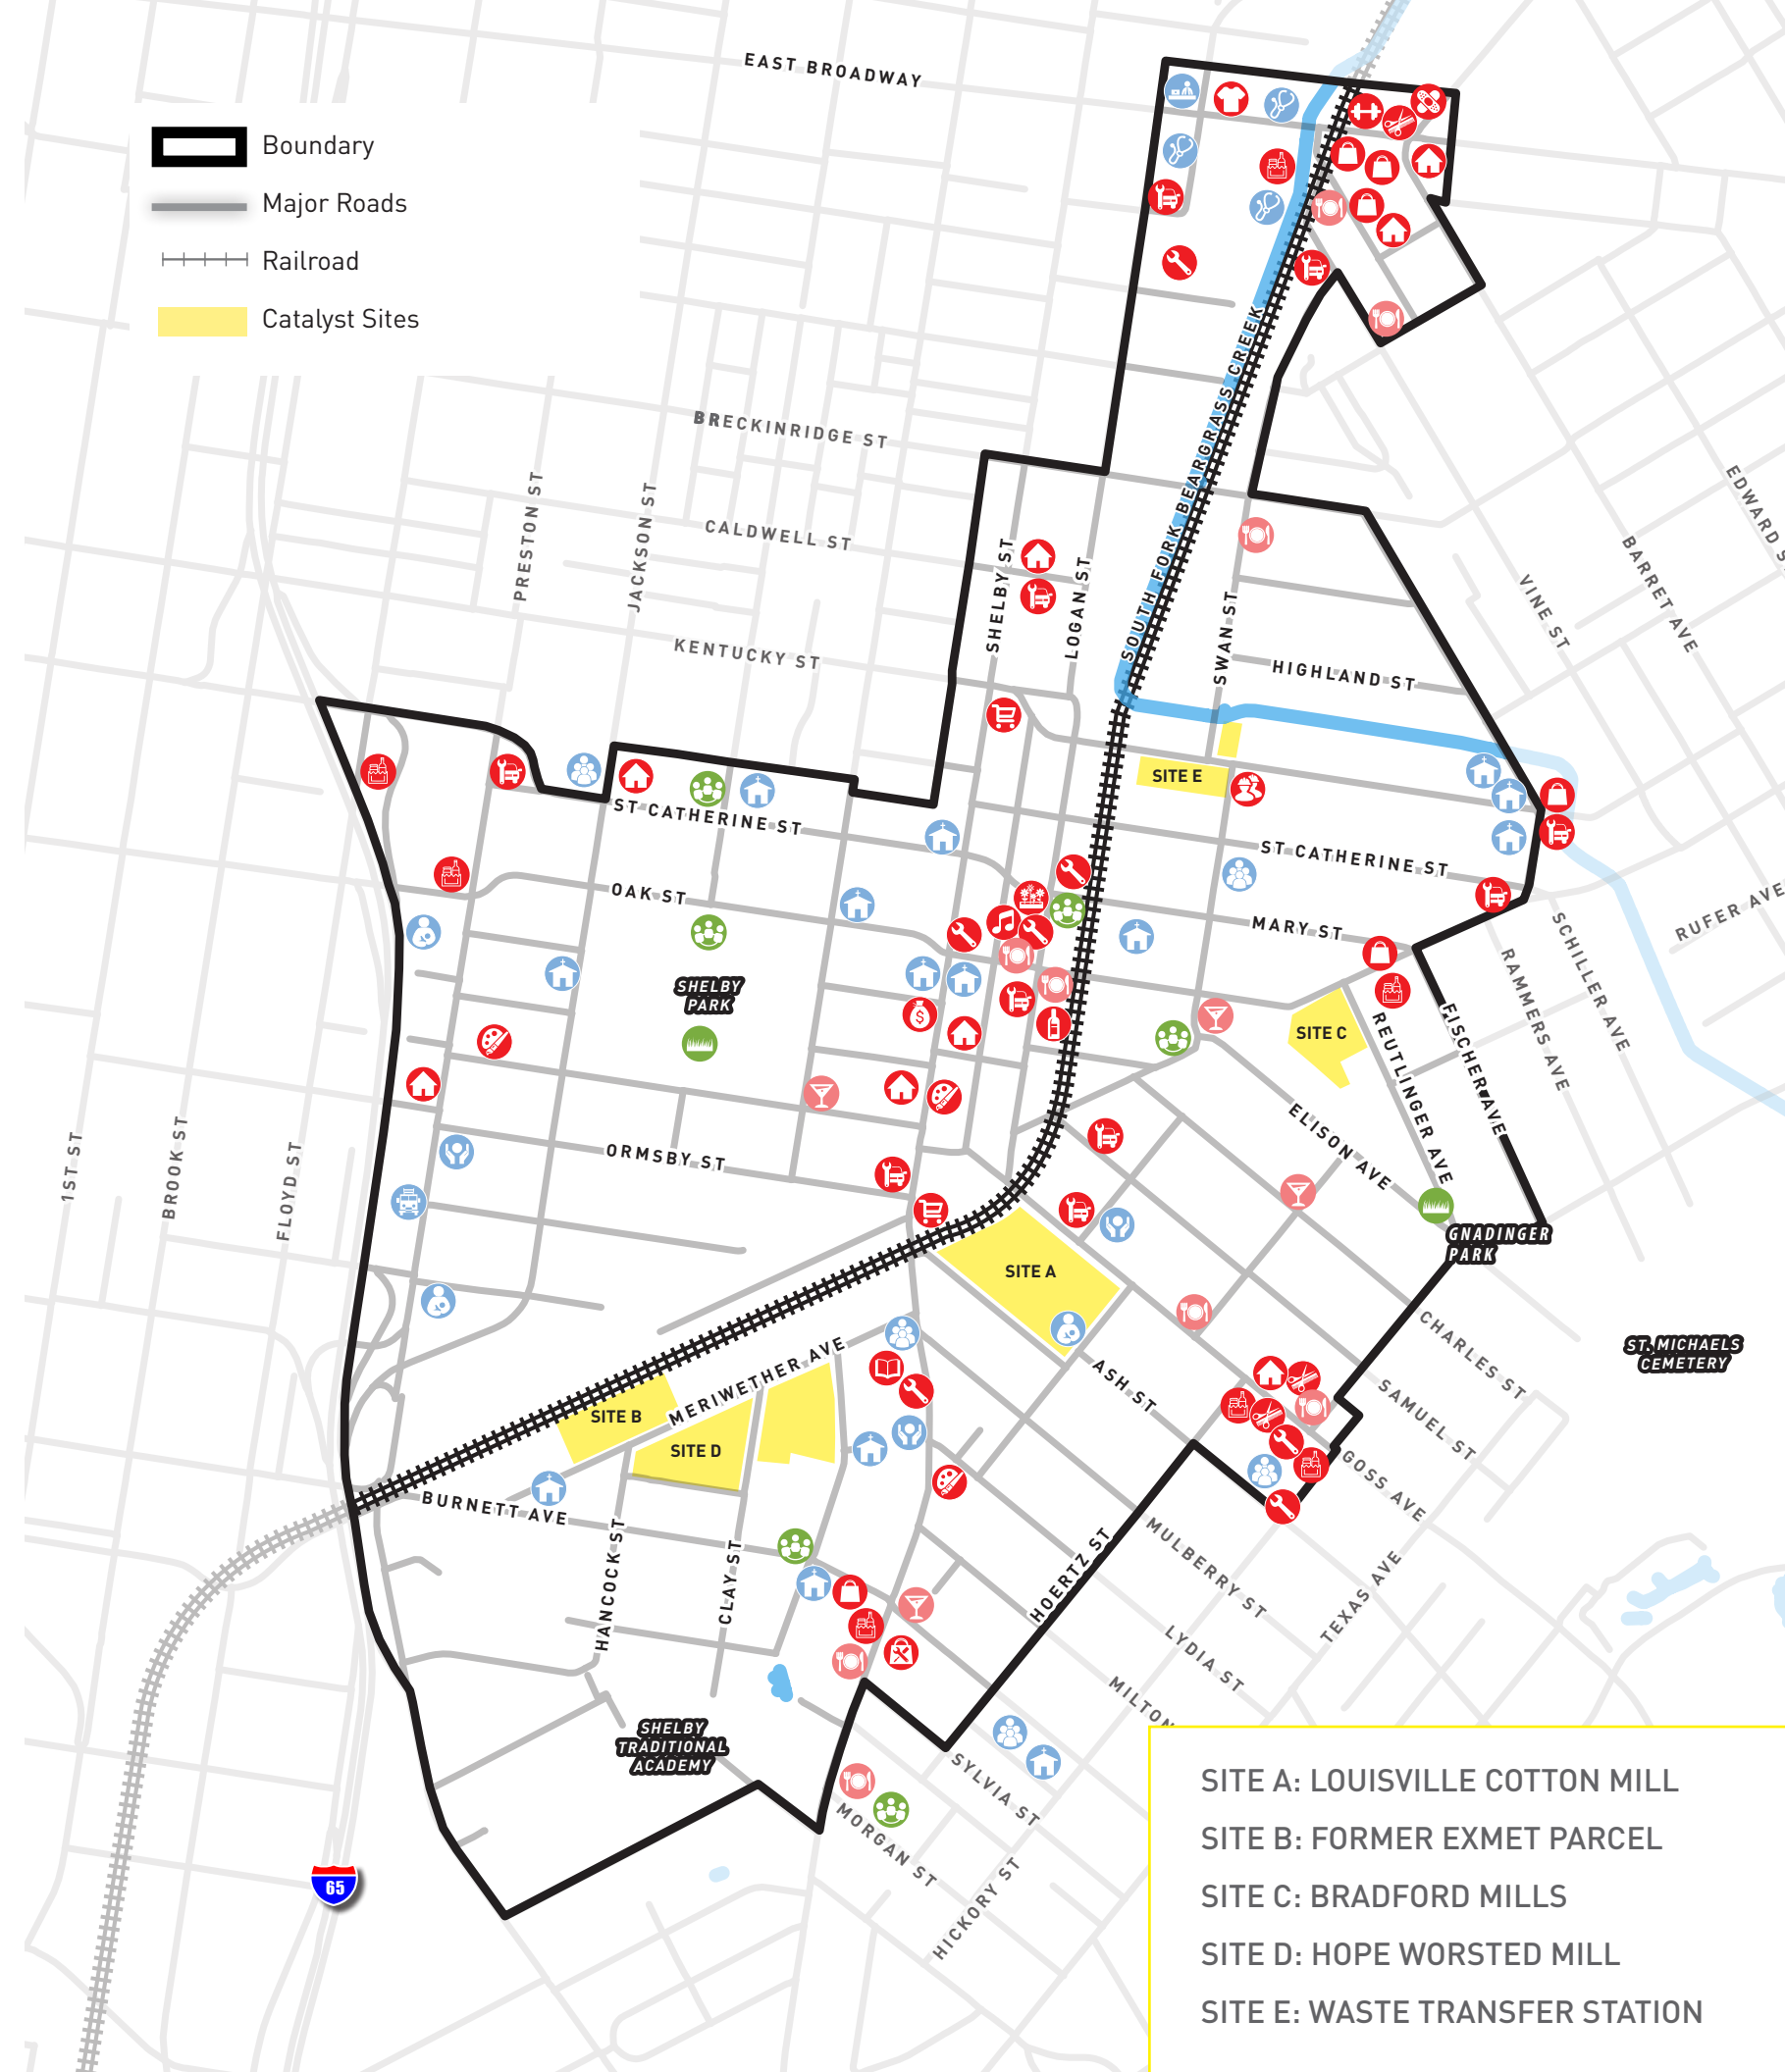 EAST BROADWAY
Boundary
Major Roads
Railroad
Catalyst Sites
BRECKINRIDGE ST
CALDWELL ST
KENTUCKY ST
PRESTON ST
JACKSON ST
SHELBY ST
LOGAN ST
SOUTH FORK BEARGRASS CREEK
SWAN ST
HIGHLAND ST
EDWARD S
BARRET AVE
VINE ST
SITE E
ST CATHERINE ST
ST CATHERINE ST
OAK ST
MARY ST
RUFER AVE
SCHILLER AVE
RAMMERS AVE
FISCHER AVE
REUTLINGER AVE
SHELBY
PARK
SITE C
ELISON AVE
1ST ST
BROOK ST
FLOYD ST
ORMSBY ST
GNADINGER
PARK
SITE A
ST. MICHAELS
CEMETERY
CHARLES ST
SAMUEL ST
GOSS AVE
TEXAS AVE
ASH ST
MERIWETHER AVE
SITE B
SITE D
BURNETT AVE
HANCOCK ST
CLAY ST
HOERTZ ST
MULBERRY ST
LYDIA ST
MILTON
SHELBY
TRADITIONAL
ACADEMY
SYLVIA ST
MORGAN ST
HICKORY ST
65
SITE A: LOUISVILLE COTTON MILL
SITE B: FORMER EXMET PARCEL
SITE C: BRADFORD MILLS
SITE D: HOPE WORSTED MILL
SITE E: WASTE TRANSFER STATION